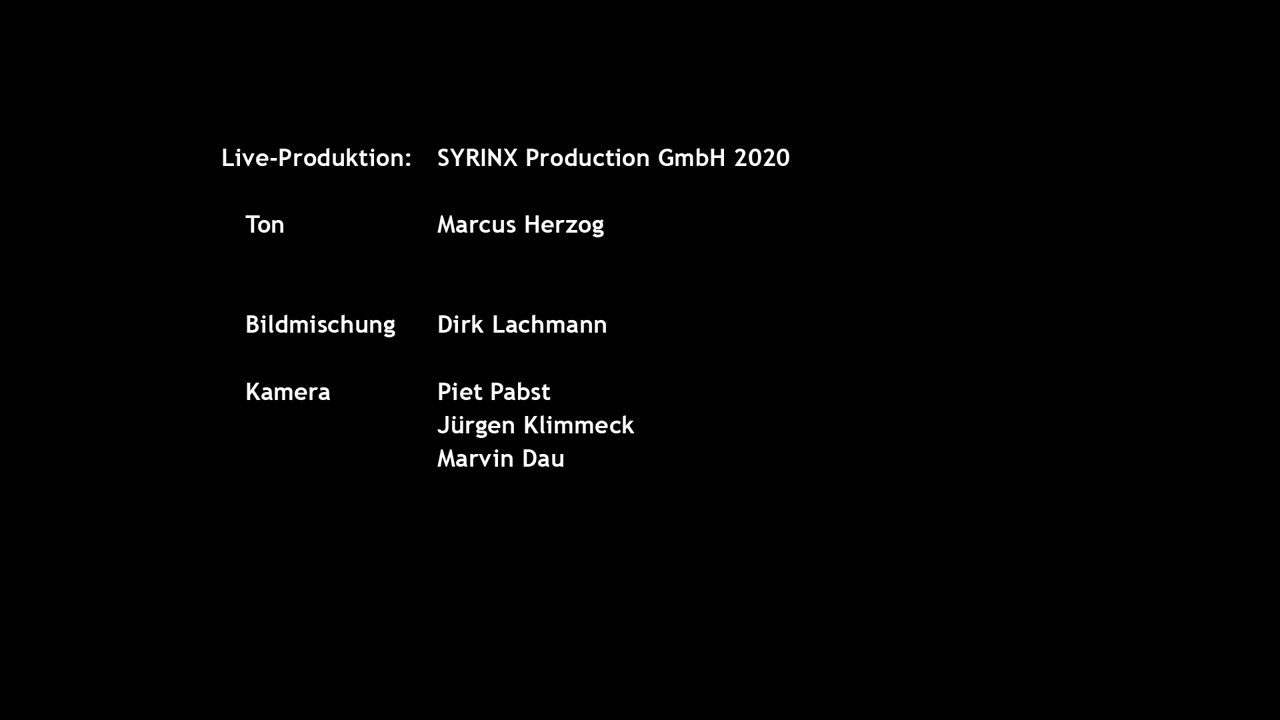 Live-Produktion: SYRINX Production GmbH 2020
Ton Marcus Herzog
Bildmischung Dirk Lachmann
Kamera Piet Pabst
Jürgen Klimmeck
Marvin Dau